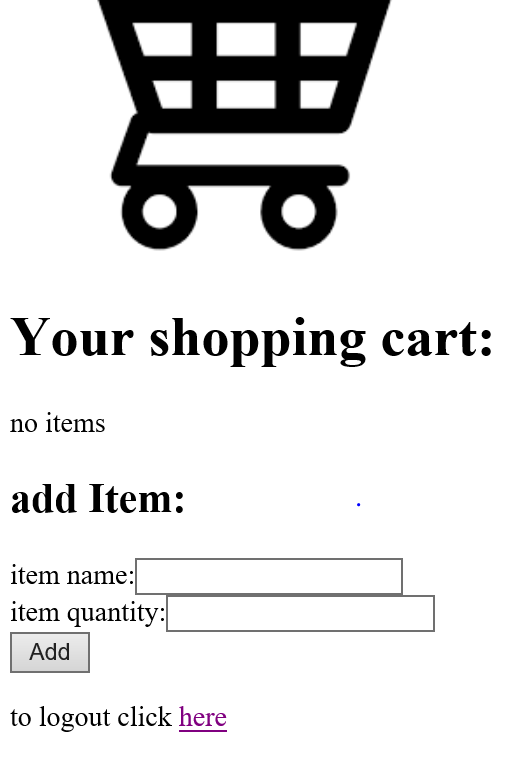 Your shopping cart:
no items
add Item:
item name:
item quantity:
Add
to logout click here